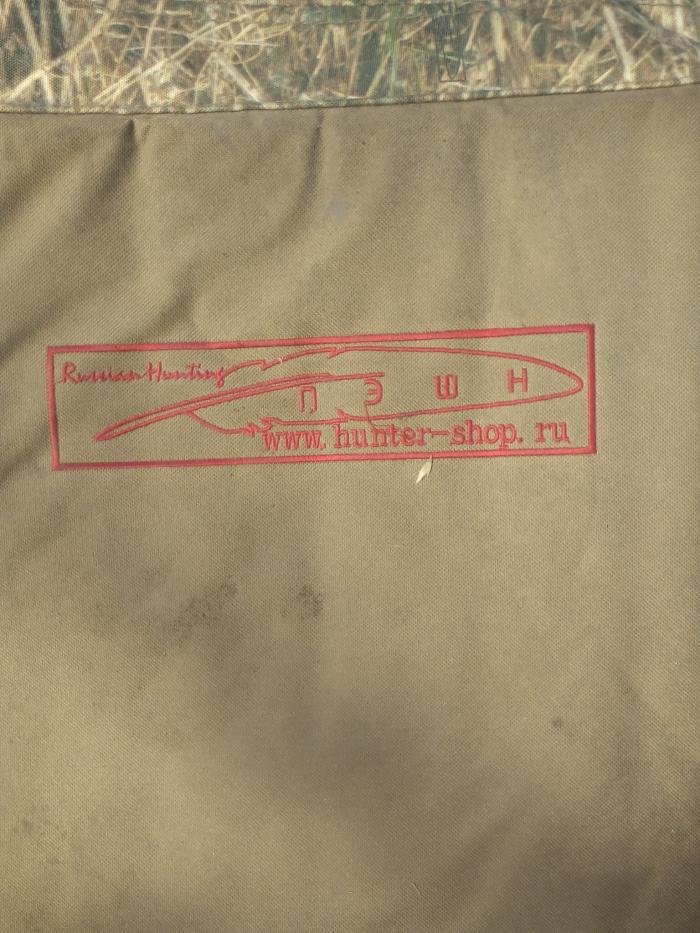 Russian Hunting
П Э Ш Н
www.hunter-shop.ru